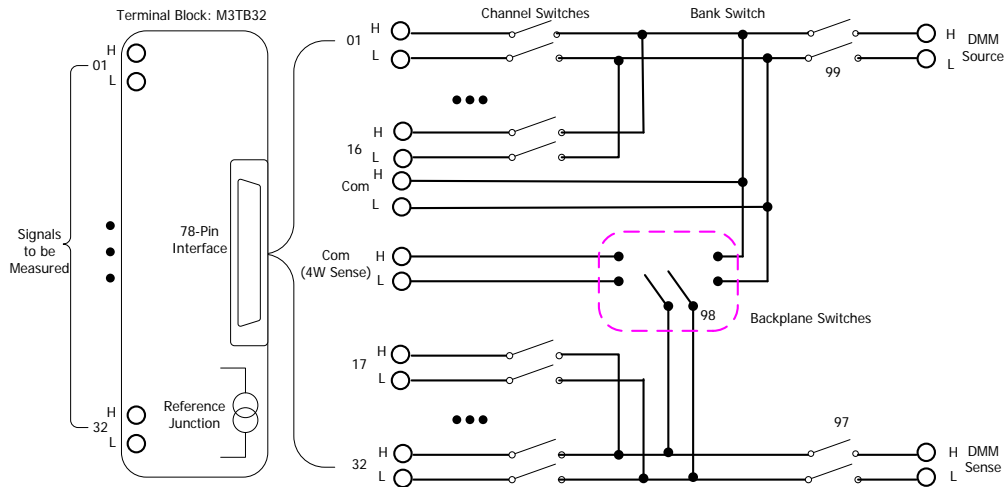 Terminal Block: M3TB32
Channel Switches
Bank Switch
H
01
L
Signals
to be
Measured
H
32
L
78-Pin
Interface
Reference
Junction
01
H
L
H
16
L
Com
H
L
Com
(4W Sense)
H
L
17
H
L
32
H
L
99
H
L
DMM
Source
98
Backplane Switches
97
H
L
DMM
Sense